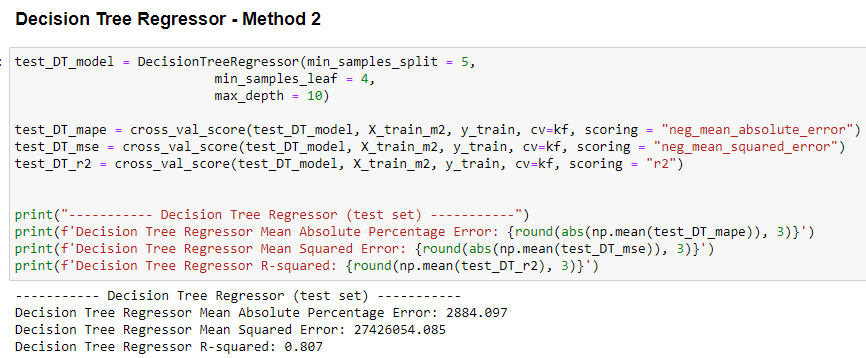 Decision Tree Regressor - Method 2
: test_DT_model = DecisionTreeRegressor(min_samples_split = 5,
min_samples_leaf = 4,
max_depth = 10)
test_DT_mape = cross_val_score(test_DT_model, X_train_m2, y_train, cv=kf, scoring = "neg_mean_absolute_error")
test_DT_mse = cross_val_score(test_DT_model, X_train_m2, y_train, cv=kf, scoring = "neg_mean_squared_error")
test_DT_r2 = cross_val_score(test_DT_model, X_train_m2, y_train, cv=kf, scoring = "r2")
print("----------- Decision Tree Regressor (test set) -----------")
print(f'Decision Tree Regressor Mean Absolute Percentage Error: {round(abs(np.mean(test_DT_mape)), 3)}')
print(f'Decision Tree Regressor Mean Squared Error: {round(abs(np.mean(test_DT_mse)), 3)}')
print(f'Decision Tree Regressor R-squared: {round(np.mean(test_DT_r2), 3)}')
----------- Decision Tree Regressor (test set) -----------
Decision Tree Regressor Mean Absolute Percentage Error: 2884.097
Decision Tree Regressor Mean Squared Error: 27426054.085
Decision Tree Regressor R-squared: 0.807